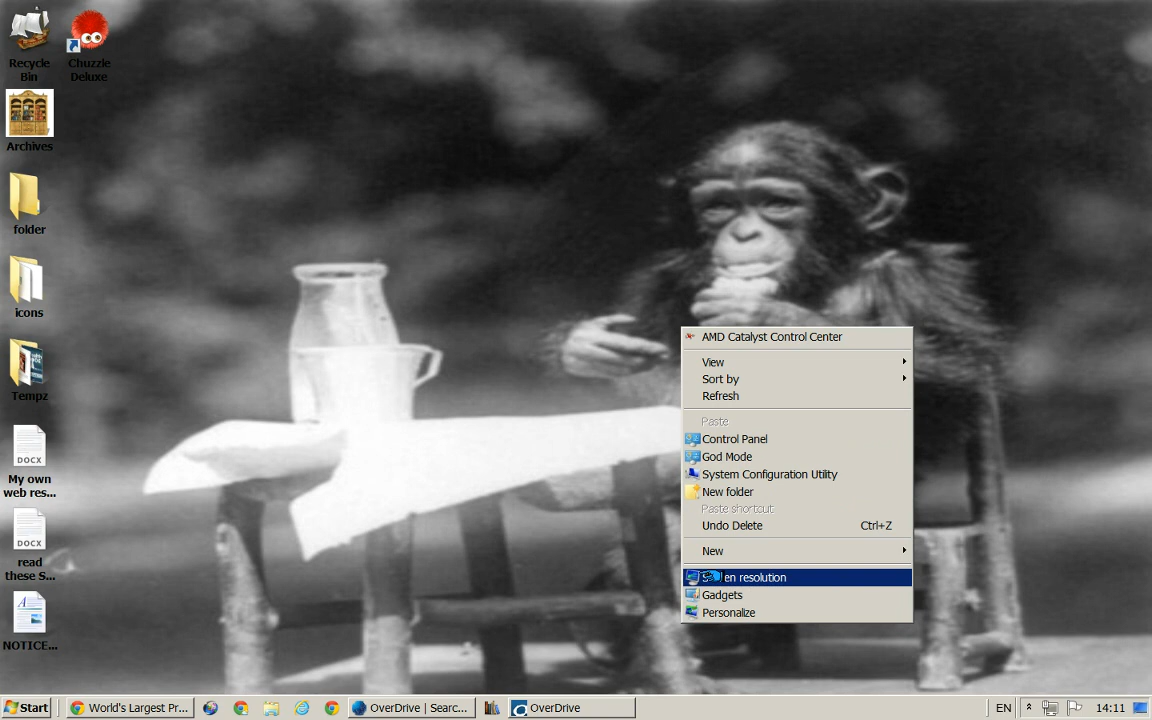 Recycle
Bin
Chuzzle
Deluxe
Archives
folder
icons
Tempz
DOCX
My own
web res...
DOCX
read
these S...
NOTICE...
AMD Catalyst Control Center
View
Sort by
Refresh
Paste
Control Panel
God Mode
System Configuration Utility
New folder
Paste shortcut
Undo Delete Ctrl+Z
New
en resolution
Gadgets
Personalize
Start World's Largest Pr... OverDrive | Searc... OverDrive EN 14:11